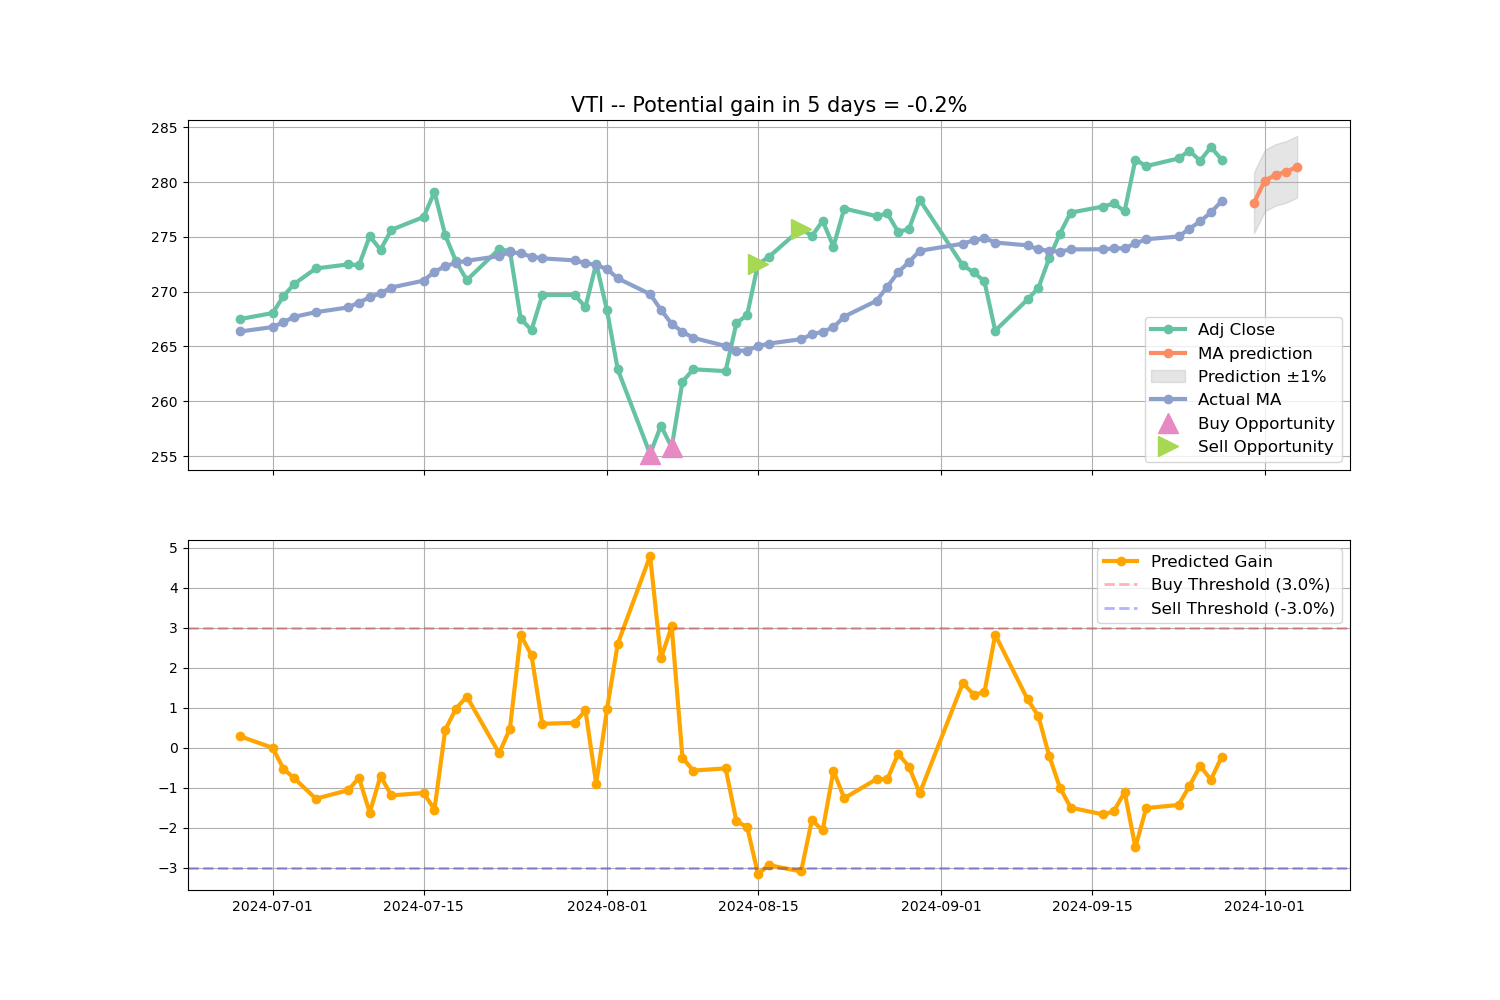 VTI -- Potential gain in 5 days = -0.2%
285
280
275
270
265
260
255
Adj Close
MA prediction
Prediction ±1%
Actual MA
Buy Opportunity
Sell Opportunity
5
4
3
2
1
0
−1
−2
−3
Predicted Gain
Buy Threshold (3.0%)
Sell Threshold (-3.0%)
2024-07-01 2024-07-15 2024-08-01 2024-08-15 2024-09-01 2024-09-15 2024-10-01